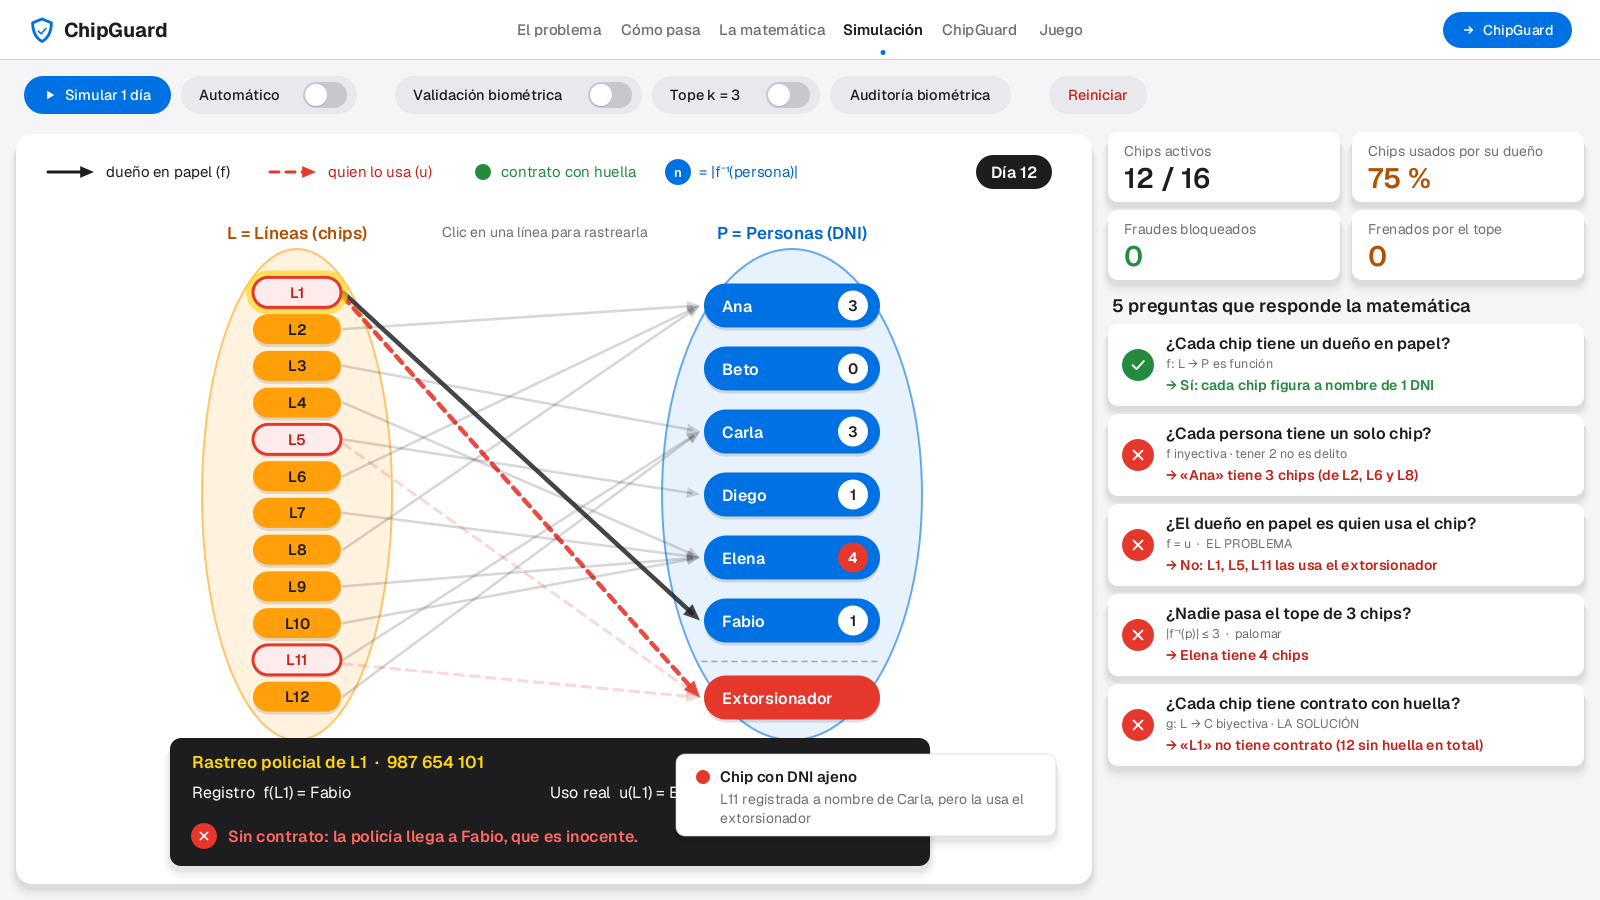 ChipGuard
El problema
Cómo pasa
La matemática
Simulación
ChipGuard
Juego
ChipGuard
Simular 1 día
Automático
Validación biométrica
Tope k = 3
Auditoría biométrica
Reiniciar
dueño en papel (f)
quien lo usa (u)
contrato con huella
n = |f⁻¹(persona)|
Día 12
L = Líneas (chips)
Clic en una línea para rastrearla
P = Personas (DNI)
L1
L2
L3
L4
L5
L6
L7
L8
L9
L10
L11
L12
Ana 3
Beto 0
Carla 3
Diego 1
Elena 4
Fabio 1
Extorsionador
Rastreo policial de L1 · 987 654 101
Registro f(L1) = Fabio
Uso real u(L1) =
Sin contrato: la policía llega a Fabio, que es inocente.
Chip con DNI ajeno
L11 registrada a nombre de Carla, pero la usa el
extorsionador
Chips activos
12 / 16
Chips usados por su dueño
75 %
Fraudes bloqueados
0
Frenados por el tope
0
5 preguntas que responde la matemática
¿Cada chip tiene un dueño en papel?
f: L → P es función
→ Sí: cada chip figura a nombre de 1 DNI
¿Cada persona tiene un solo chip?
f inyectiva · tener 2 no es delito
→ «Ana» tiene 3 chips (de L2, L6 y L8)
¿El dueño en papel es quien usa el chip?
f = u · EL PROBLEMA
→ No: L1, L5, L11 las usa el extorsionador
¿Nadie pasa el tope de 3 chips?
|f⁻¹(p)| ≤ 3 · palomar
→ Elena tiene 4 chips
¿Cada chip tiene contrato con huella?
g: L → C biyectiva · LA SOLUCIÓN
→ «L1» no tiene contrato (12 sin huella en total)